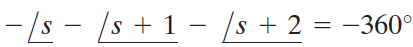 −∠s − ∠s + 1 − ∠s + 2 = −360°